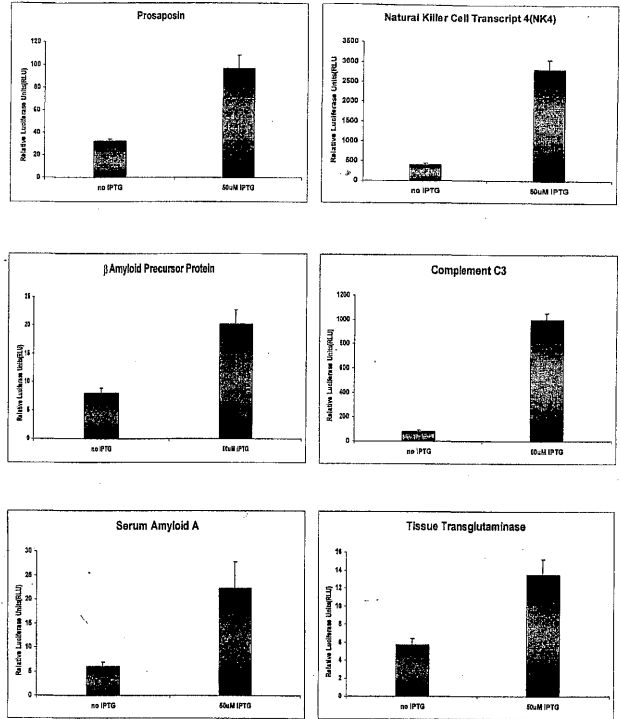 Prosaposin
Relative Luciferase Units(RLU)
120
100
80
60
40
20
0
no IPTG
50uM IPTG
Natural Killer Cell Transcript 4(NK4)
Relative Luciferase Units(RLU
3500
3000
2500
2000
1500
1000
500
0
no IPTG
50uM IPTG
βAmyloid Precursor Protein
Relative Luciferase Units(RLU)
25
20
15
10
5
0
no IPTG
50uM IPTG
Complement C3
Relative Luciferase Units(RLU)
1200
1000
800
600
400
200
0
no IPTG
50uM IPTG
Serum Amyloid A
Relative Luciferase Units(RLU)
30
25
20
15
10
5
0
no IPTG
50uM IPTG
Tissue Transglutaminase
Relative Luciferase Units(RLU)
16
14
12
10
8
6
4
2
0
no IPTG
50uM IPTG